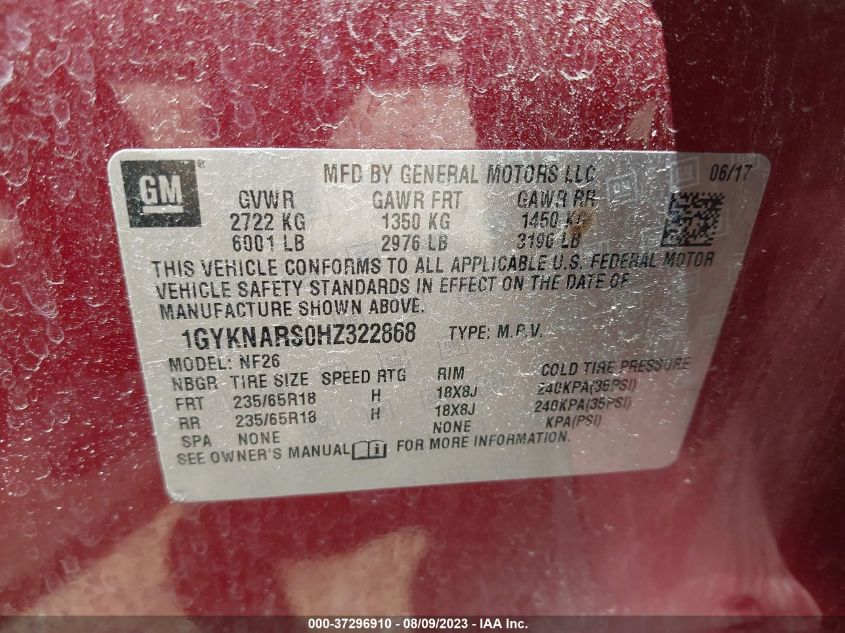 GM ®
MFD BY GENERAL MOTORS LLC 06/17
GVWR GAWR FRT GAWR RR
2722 KG 1350 KG 1450 KG
6001 LB 2976 LB 3196 LB
THIS VEHICLE CONFORMS TO ALL APPLICABLE U.S. FEDERAL MOTOR
VEHICLE SAFETY STANDARDS IN EFFECT ON THE DATE OF
MANUFACTURE SHOWN ABOVE.
1GYKNARS0HZ322868 TYPE: M.P.V.
MODEL: NF26
NBGR TIRE SIZE SPEED RTG RIM COLD TIRE PRESSURE
FRT 235/65R18 H 18X8J 240KPA(35PSI)
RR 235/65R18 H 18X8J 240KPA(35PSI)
SPA NONE NONE KPA(PSI)
SEE OWNER'S MANUAL FOR MORE INFORMATION.
000-37296910 - 08/09/2023 - IAA Inc.